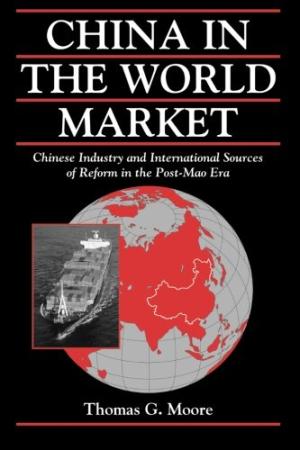 CHINA IN
THE WORLD
MARKET
Chinese Industry and International Sources
of Reform in the Post-Mao Era
Thomas G. Moore